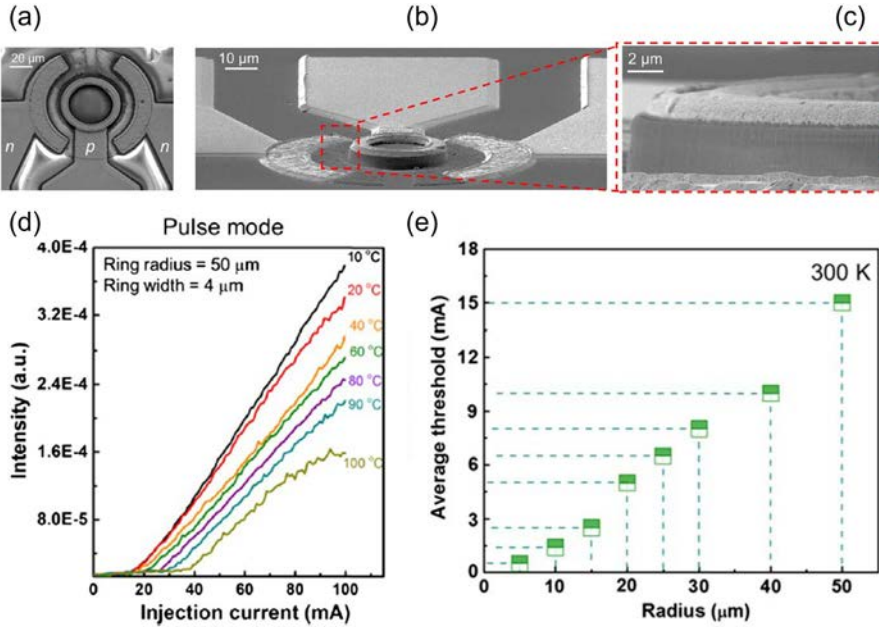 (a)
(b)
(c)
20 μm
n
p
n
10 μm
2 μm
(d)
Pulse mode
Ring radius = 50 μm
Ring width = 4 μm
10 °C
20 °C
40 °C
60 °C
80 °C
90 °C
100 °C
4.0E-4
3.2E-4
2.4E-4
1.6E-4
8.0E-5
Intensity (a.u.)
0
20
40
60
80
100
Injection current (mA)
(e)
300 K
18
15
12
9
6
3
0
Average threshold (mA)
0
10
20
30
40
50
Radius (μm)